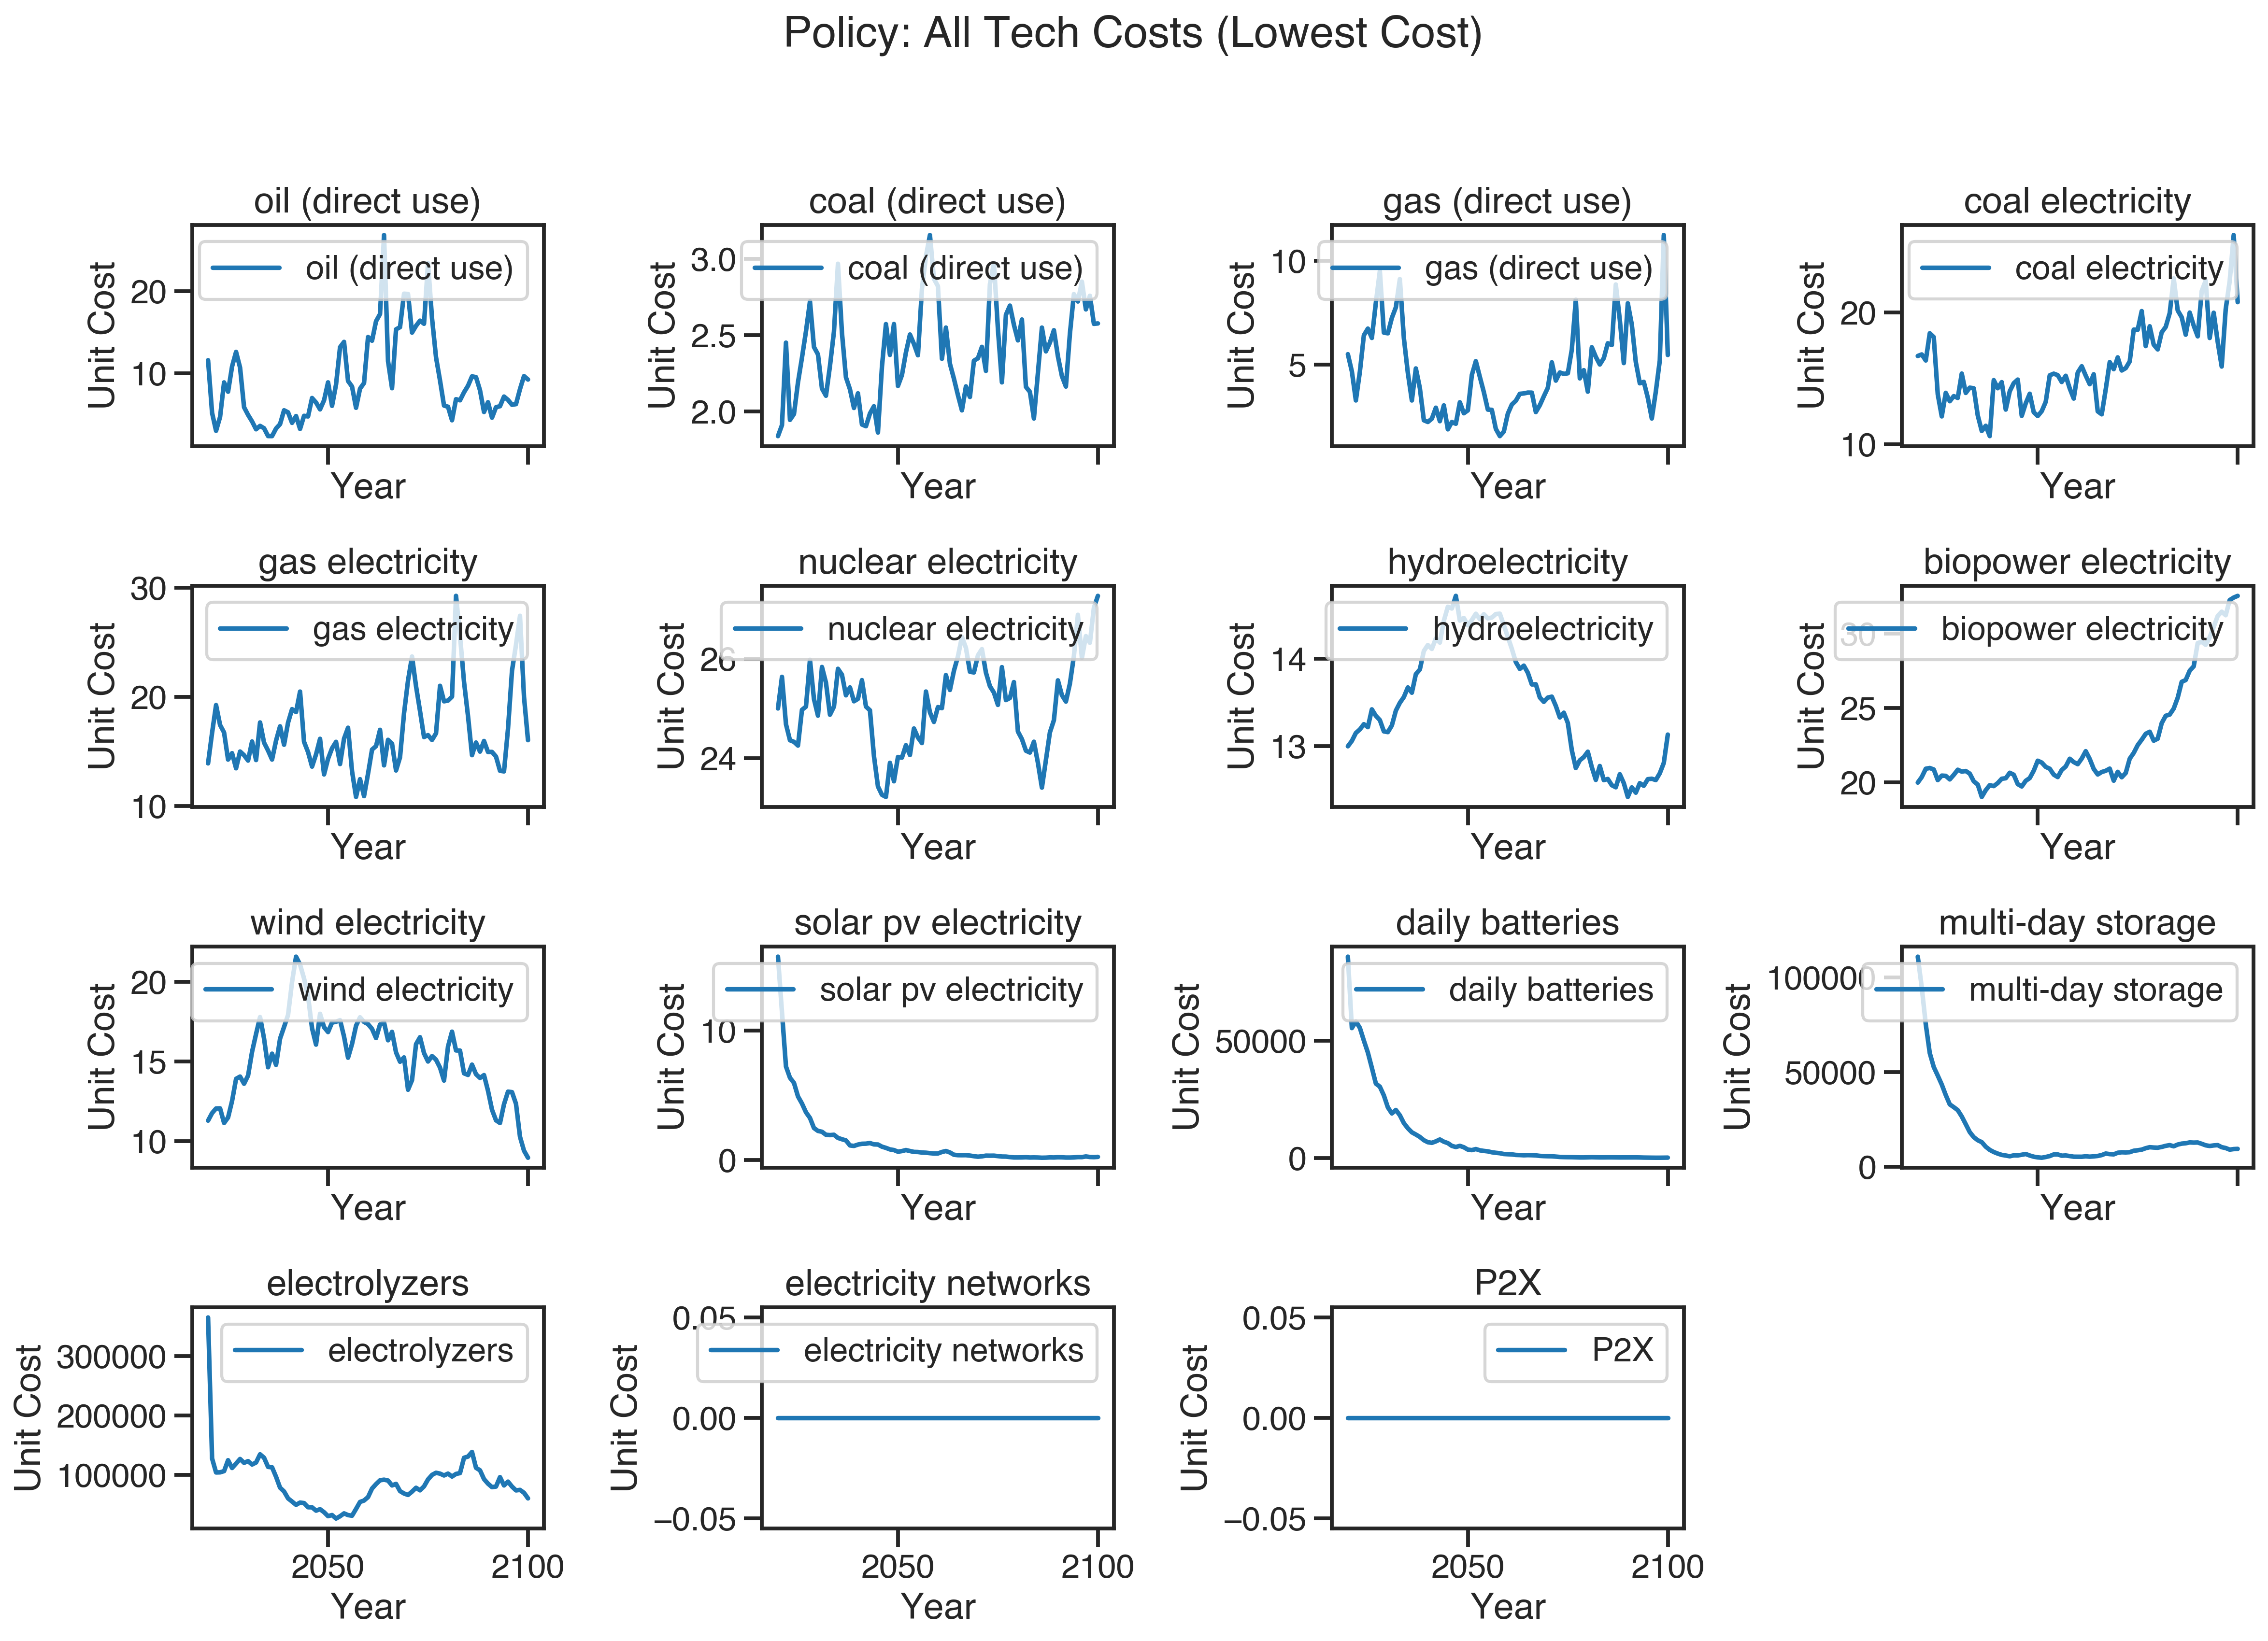 Policy: All Tech Costs (Lowest Cost)
oil (direct use)
Unit Cost
20
10
oil (direct use)
Year
coal (direct use)
Unit Cost
3.0
2.5
2.0
coal (direct use)
Year
gas (direct use)
Unit Cost
10
5
gas (direct use)
Year
coal electricity
Unit Cost
20
10
coal electricity
Year
gas electricity
Unit Cost
30
20
10
gas electricity
Year
nuclear electricity
Unit Cost
26
24
nuclear electricity
Year
hydroelectricity
Unit Cost
14
13
hydroelectricity
Year
biopower electricity
Unit Cost
30
25
20
biopower electricity
Year
wind electricity
Unit Cost
20
15
10
wind electricity
Year
solar pv electricity
Unit Cost
10
0
solar pv electricity
Year
daily batteries
Unit Cost
50000
0
daily batteries
Year
multi-day storage
Unit Cost
100000
50000
0
multi-day storage
Year
electrolyzers
Unit Cost
300000
200000
100000
electrolyzers
2050 2100
Year
electricity networks
Unit Cost
0.05
0.00
−0.05
electricity networks
2050 2100
Year
P2X
Unit Cost
0.05
0.00
−0.05
P2X
2050 2100
Year